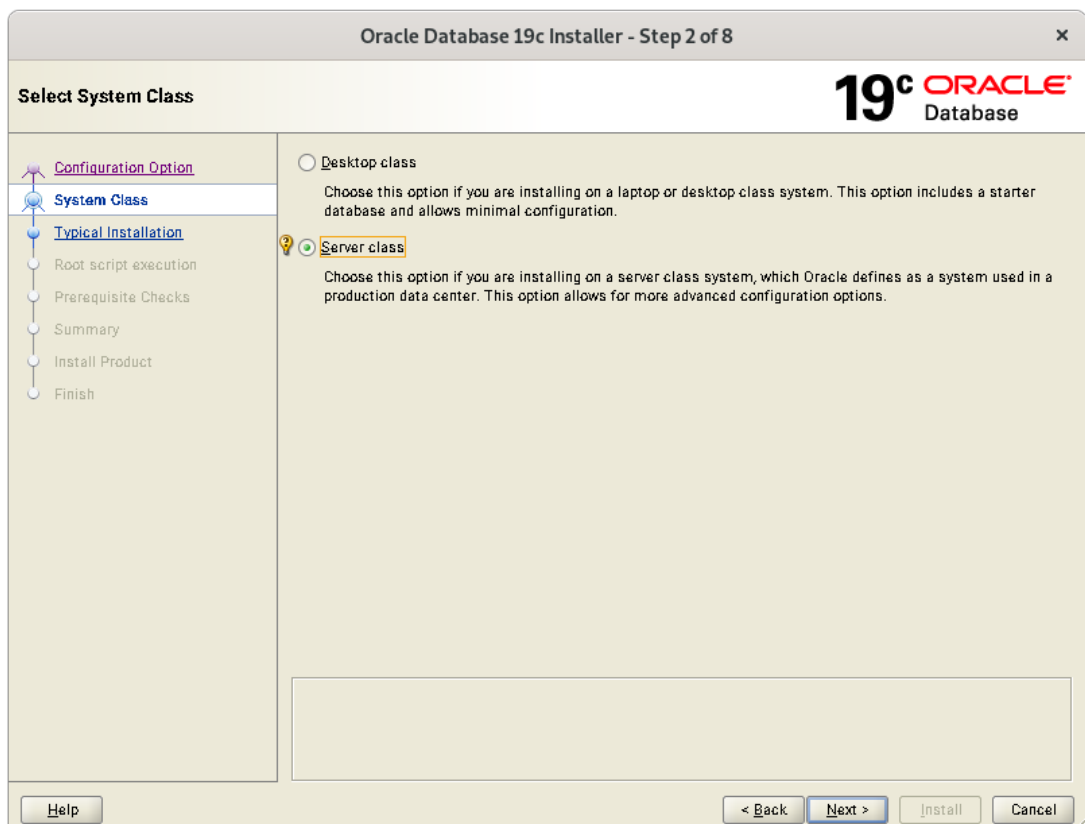 Oracle Database 19c Installer - Step 2 of 8
Select System Class
19c ORACLE
Database
Configuration Option
System Class
Typical Installation
Root script execution
Prerequisite Checks
Summary
Install Product
Finish
Desktop class
Choose this option if you are installing on a laptop or desktop class system. This option includes a starter
database and allows minimal configuration.
Server class
Choose this option if you are installing on a server class system, which Oracle defines as a system used in a
production data center. This option allows for more advanced configuration options.
Help
< Back
Next >
Install
Cancel